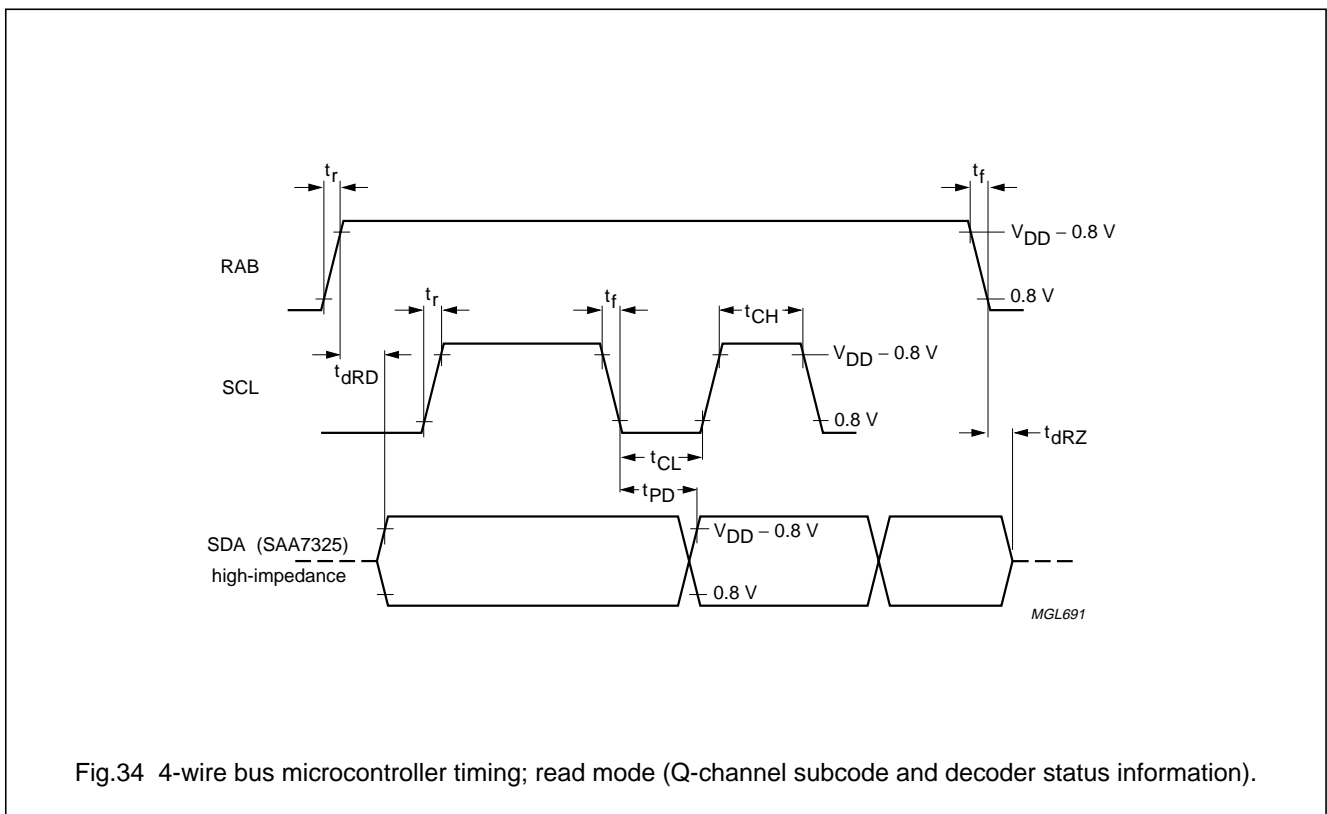 tr
tf
VDD – 0.8 V
RAB
0.8 V
tr
tf
tCH
VDD – 0.8 V
tdRD
SCL
0.8 V
tdRZ
tCL
tPD
VDD – 0.8 V
SDA (SAA7325)
high-impedance
0.8 V
MGL691
Fig.34 4-wire bus microcontroller timing; read mode (Q-channel subcode and decoder status information).